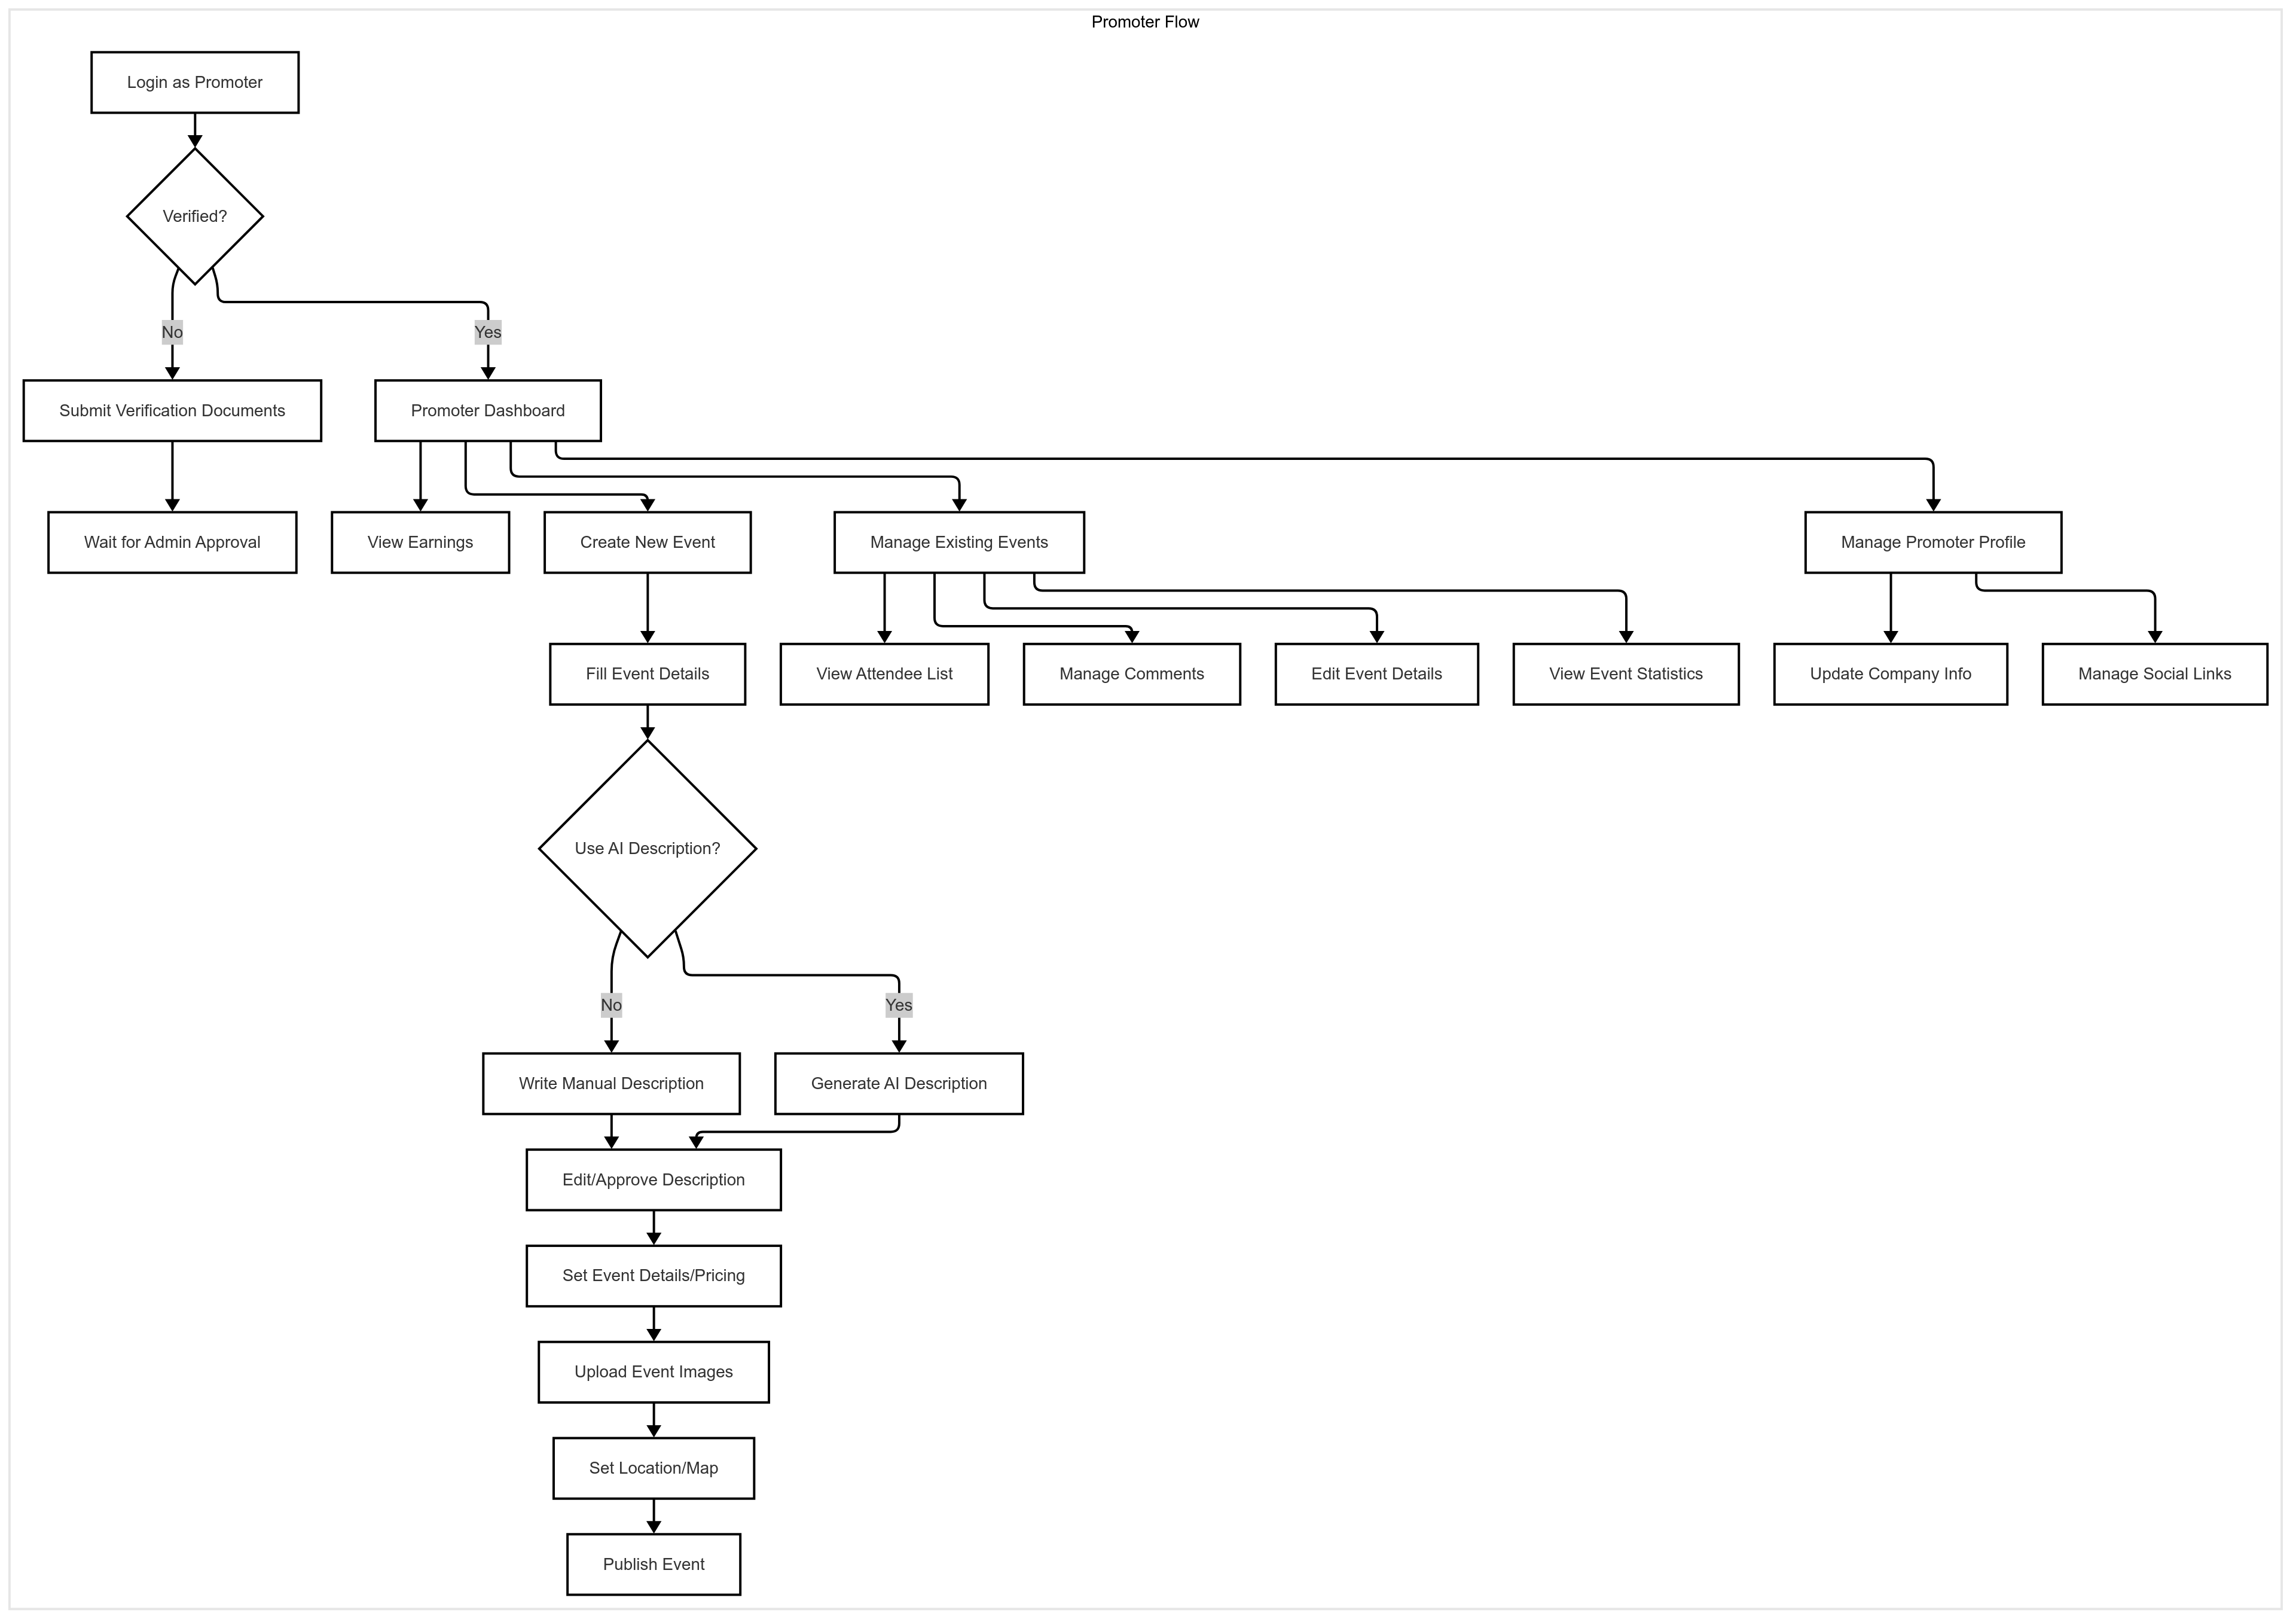 Promoter Flow
Login as Promoter
Verified?
No
Yes
Submit Verification Documents
Promoter Dashboard
Wait for Admin Approval
View Earnings
Create New Event
Manage Existing Events
Manage Promoter Profile
Fill Event Details
View Attendee List
Manage Comments
Edit Event Details
View Event Statistics
Update Company Info
Manage Social Links
Use AI Description?
No
Yes
Write Manual Description
Generate AI Description
Edit/Approve Description
Set Event Details/Pricing
Upload Event Images
Set Location/Map
Publish Event